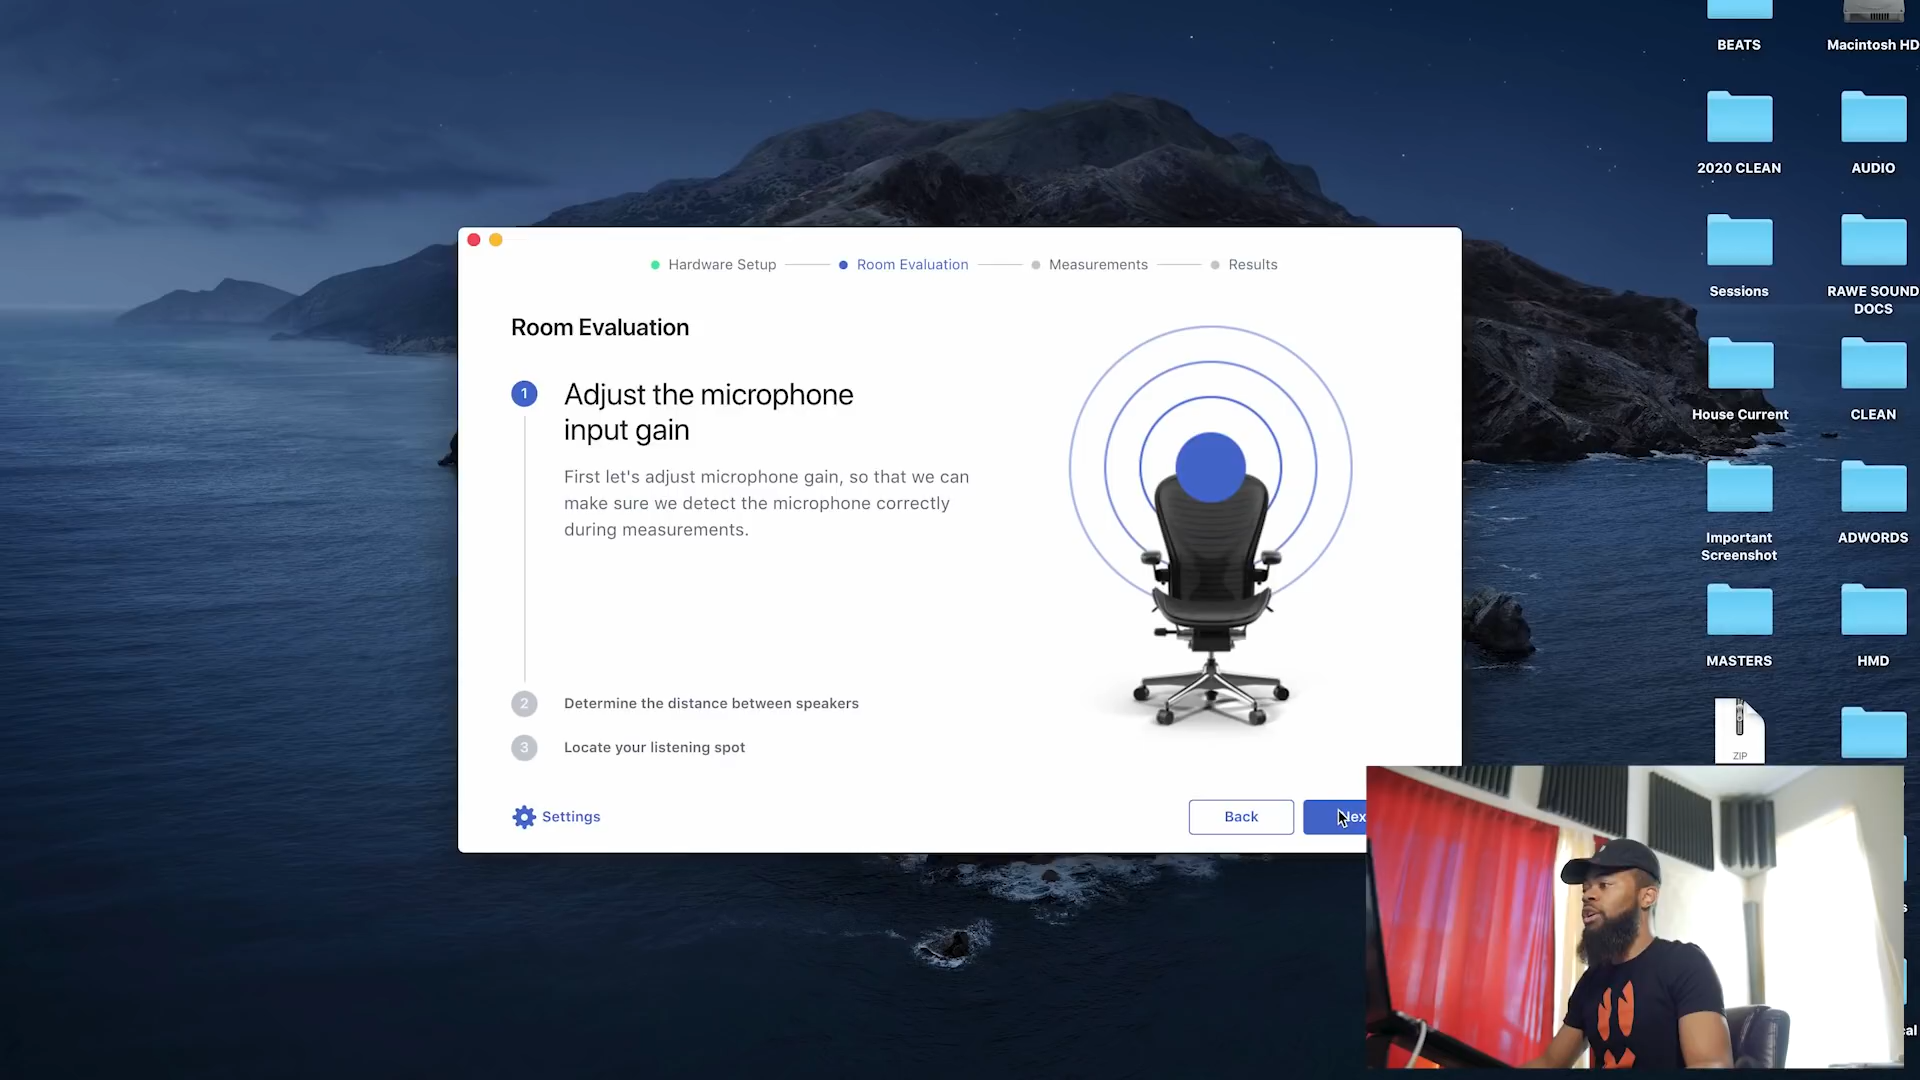 BEATS
Macintosh HD
2020 CLEAN
AUDIO
Hardware Setup
Room Evaluation
Measurements
Results
Sessions
RAWE SOUND
DOCS
Room Evaluation
1
Adjust the microphone
input gain
First let's adjust microphone gain, so that we can
make sure we detect the microphone correctly
during measurements.
House Current
CLEAN
Important
Screenshot
ADWORDS
MASTERS
HMD
2
Determine the distance between speakers
3
Locate your listening spot
ZIP
Settings
Back